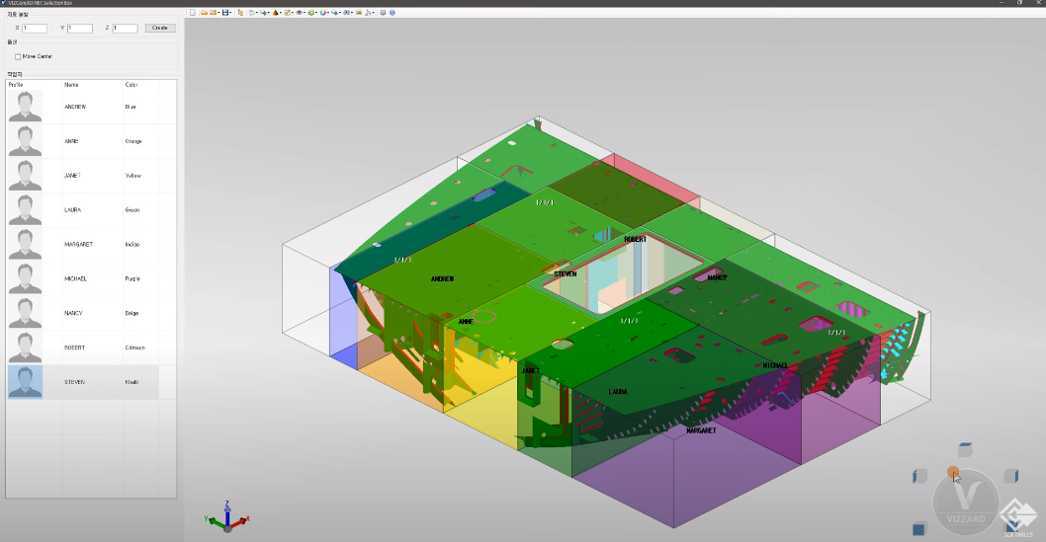 VIZCore3D.NET.SelectionBox
자동 분할
X 1 Y 1 Z 1 Create
옵션
Move Center
작업자
Profile Name Color
ANDREW Blue
ANNE Orange
JANET Yellow
LAURA Green
MARGARET Indigo
MICHAEL Purple
NANCY Beige
ROBERT Crimson
STEVEN Khaki
1/1/1
ROBERT
1/1/1
ANDREW
STEVEN
NANCY
ANNE
1/1/1
1/1/1
JANET
MICHAEL
LAURA
MARGARET
Z
Y
X
V
VIZZARD
SOFTHILLS